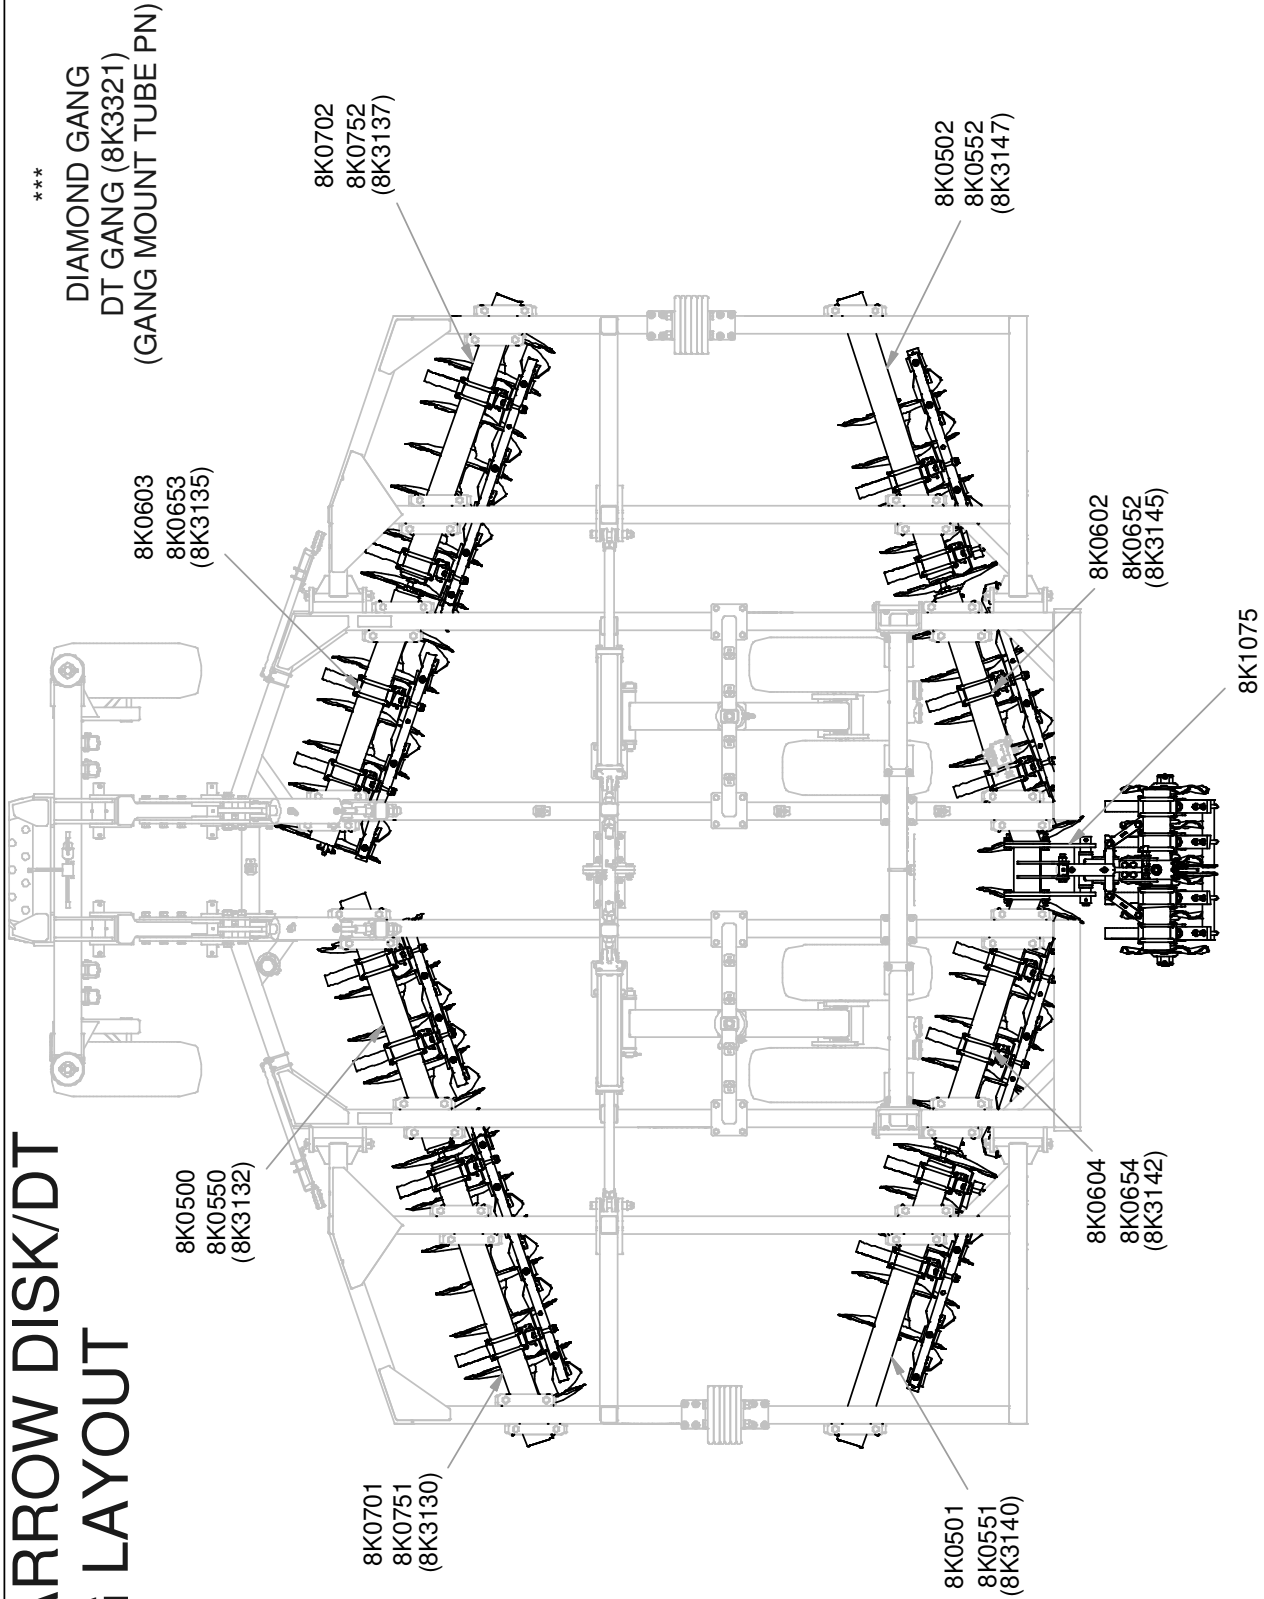 ARROW DISK/DT
LAYOUT
***
DIAMOND GANG
DT GANG (8K3321)
(GANG MOUNT TUBE PN)
8K0603
8K0653
(8K3135)
8K0500
8K0550
(8K3132)
8K0702
8K0752
(8K3137)
8K0701
8K0751
(8K3130)
8K0501
8K0551
(8K3140)
8K0502
8K0552
(8K3147)
8K0604
8K0654
(8K3142)
8K0602
8K0652
(8K3145)
8K1075